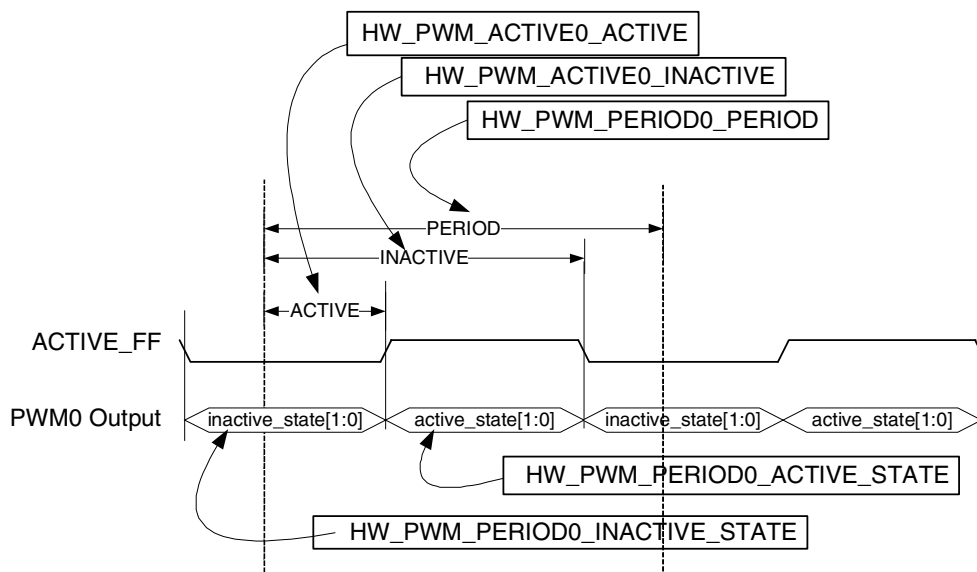 HW_PWM_ACTIVE0_ACTIVE
HW_PWM_ACTIVE0_INACTIVE
HW_PWM_PERIOD0_PERIOD
PERIOD
INACTIVE
ACTIVE
ACTIVE_FF
PWM0 Output
inactive_state[1:0]
active_state[1:0]
inactive_state[1:0]
active_state[1:0]
HW_PWM_PERIOD0_ACTIVE_STATE
HW_PWM_PERIOD0_INACTIVE_STATE